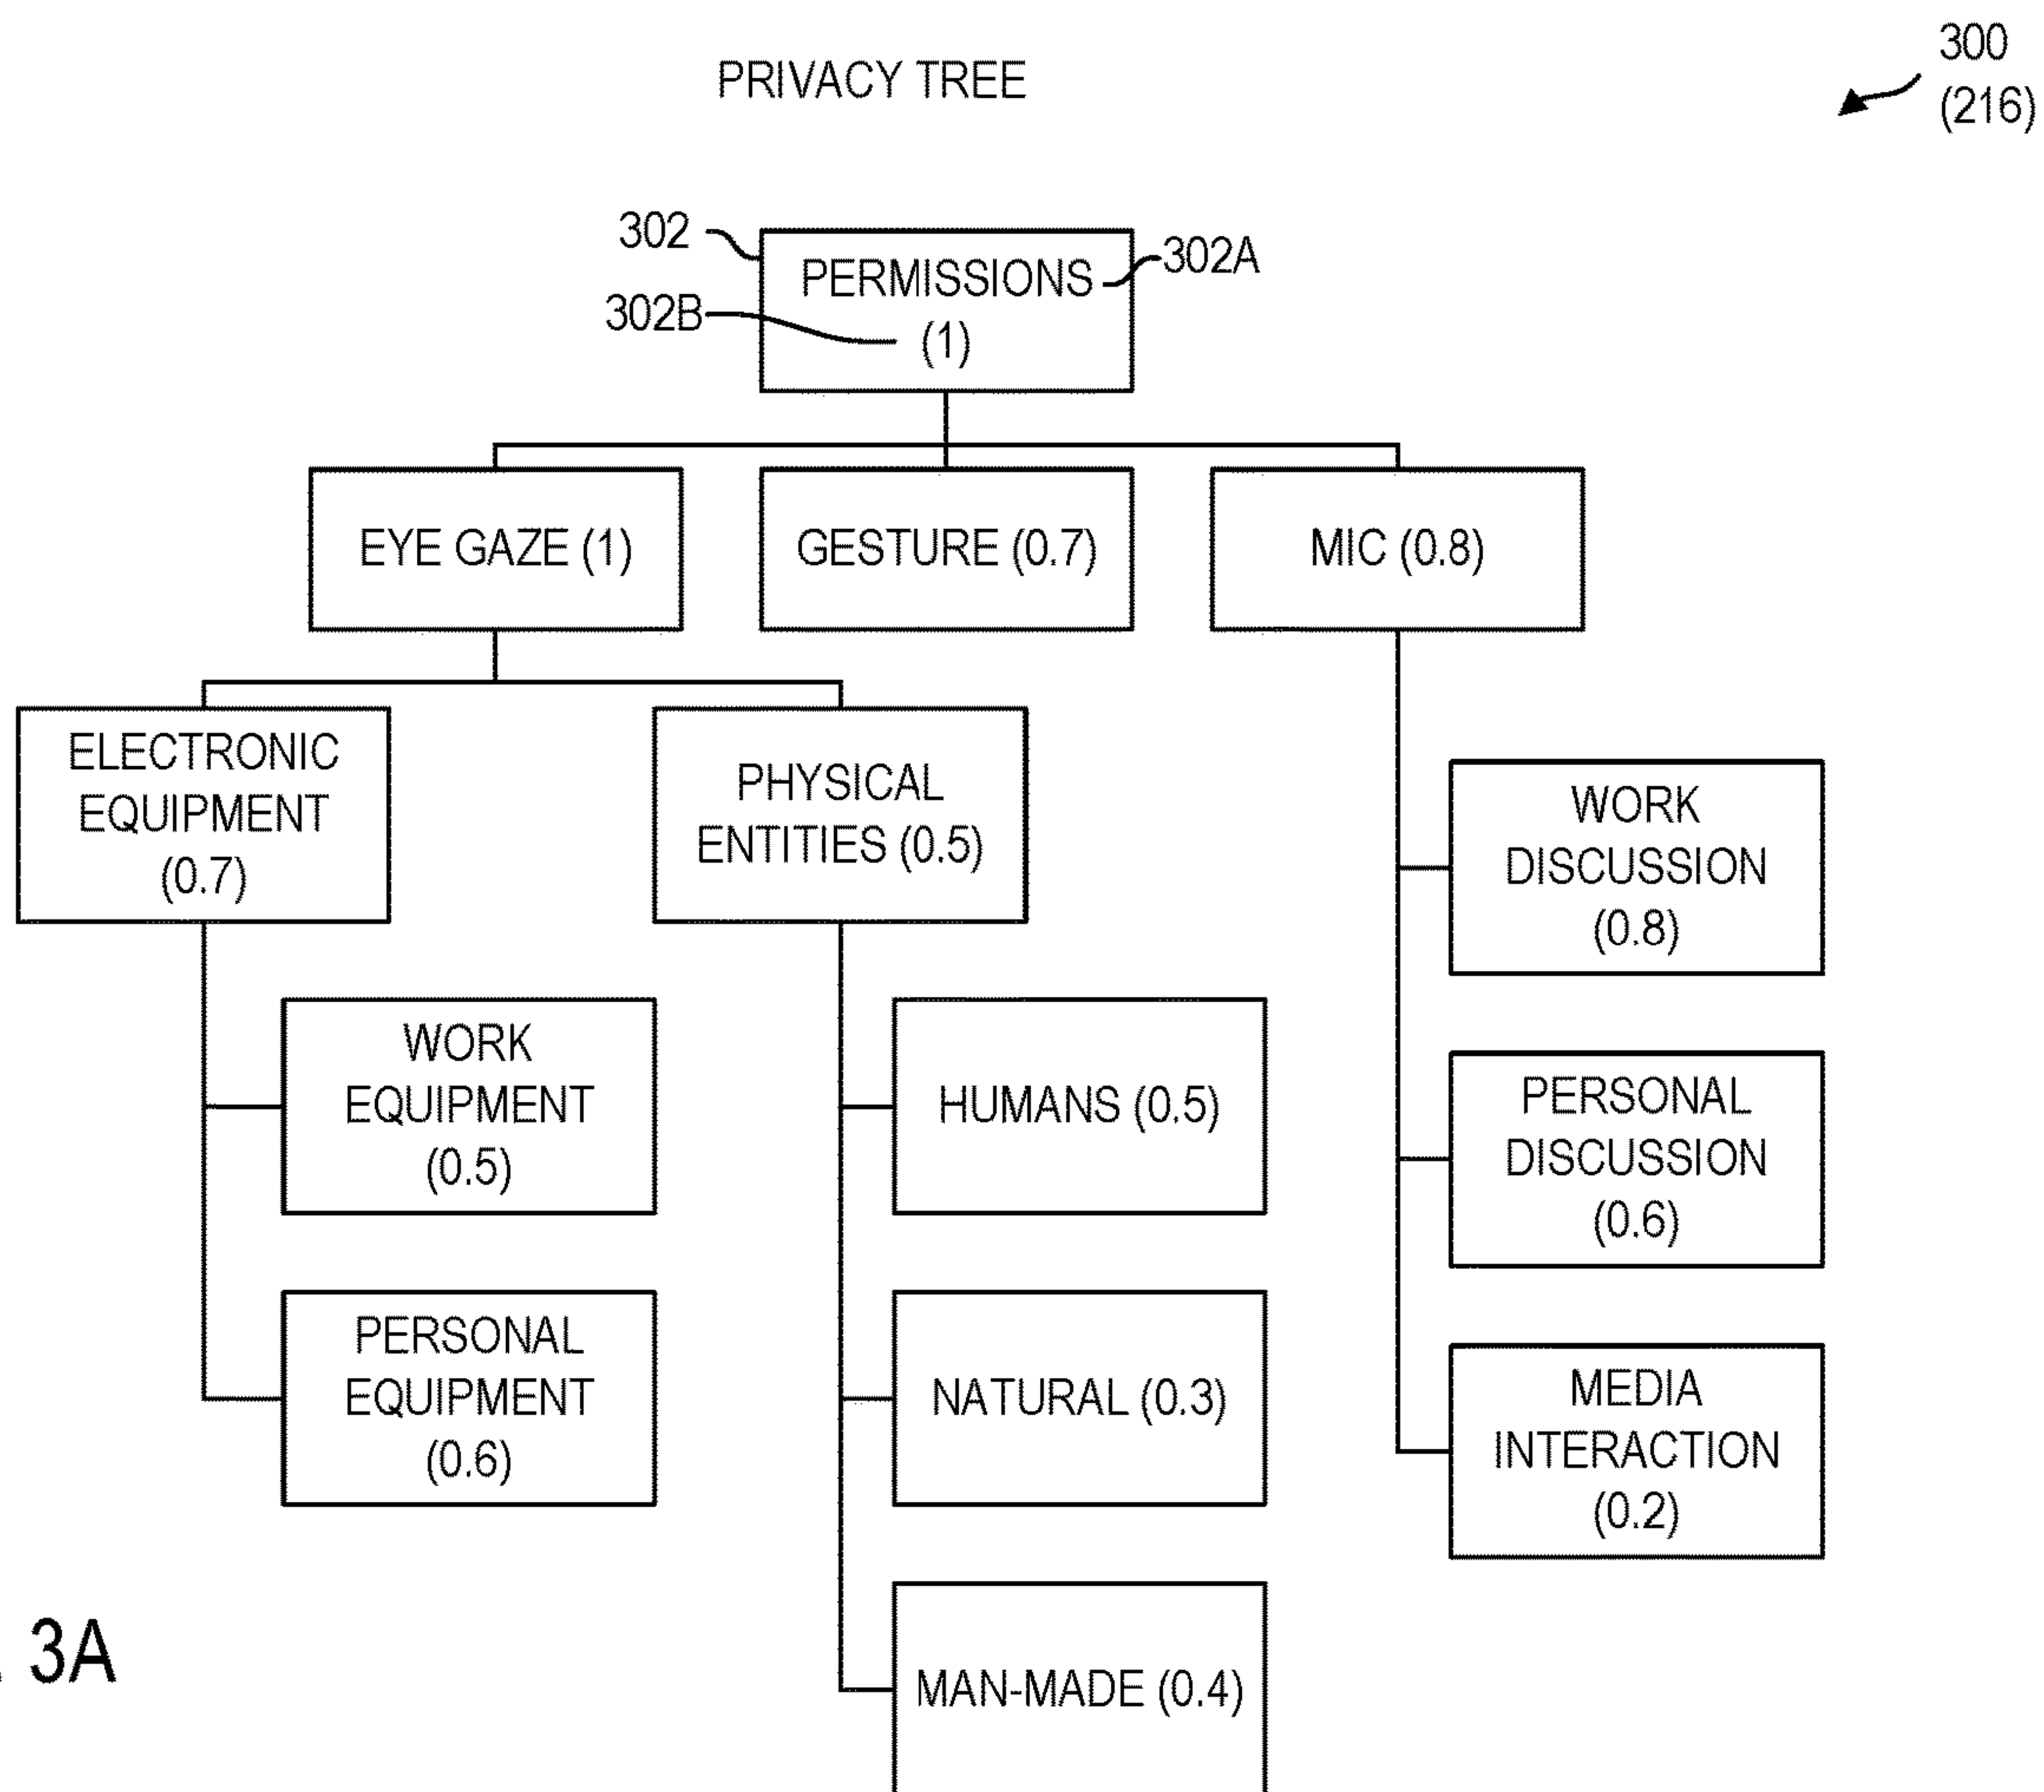 PRIVACY TREE
300
(216)
302
PERMISSIONS
302A
302B
(1)
EYE GAZE (1)
GESTURE (0.7)
MIC (0.8)
ELECTRONIC
EQUIPMENT
(0.7)
PHYSICAL
ENTITIES (0.5)
WORK
DISCUSSION
(0.8)
WORK
EQUIPMENT
(0.5)
HUMANS (0.5)
PERSONAL
DISCUSSION
(0.6)
PERSONAL
EQUIPMENT
(0.6)
NATURAL (0.3)
MEDIA
INTERACTION
(0.2)
3A
MAN-MADE (0.4)